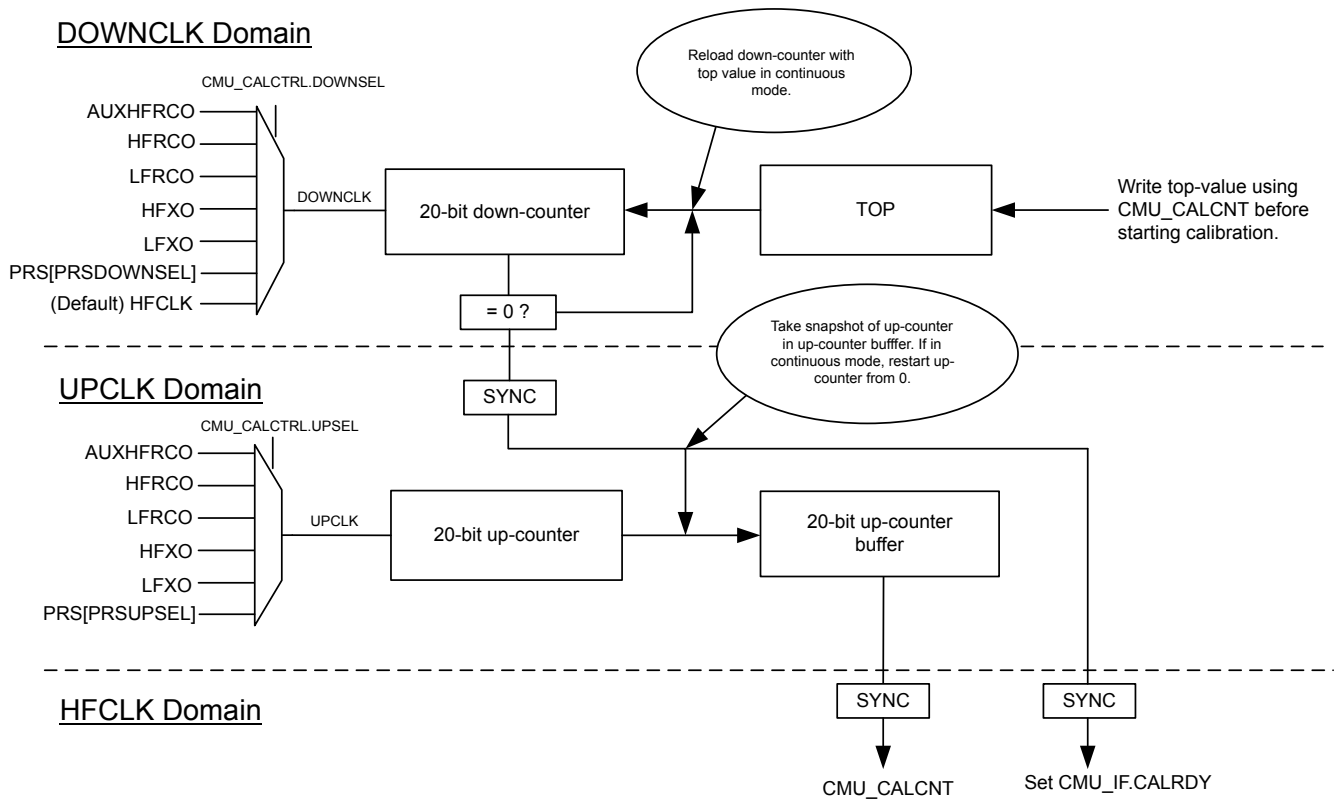 DOWNCLK Domain
Reload down-counter with
top value in continuous
mode.
CMU_CALCTRL.DOWNSEL
AUXHFRCO
HFRCO
LFRCO
HFXO
LFXO
PRS[PRSDOWNSEL]
(Default) HFCLK
DOWNCLK
20-bit down-counter
TOP
Write top-value using
CMU_CALCNT before
starting calibration.
= 0 ?
Take snapshot of up-counter
in up-counter bufffer. If in
continuous mode, restart up-
counter from 0.
UPCLK Domain
SYNC
CMU_CALCTRL.UPSEL
AUXHFRCO
HFRCO
LFRCO
HFXO
LFXO
PRS[PRSUPSEL]
UPCLK
20-bit up-counter
20-bit up-counter
buffer
HFCLK Domain
SYNC
SYNC
CMU_CALCNT
Set CMU_IF.CALRDY